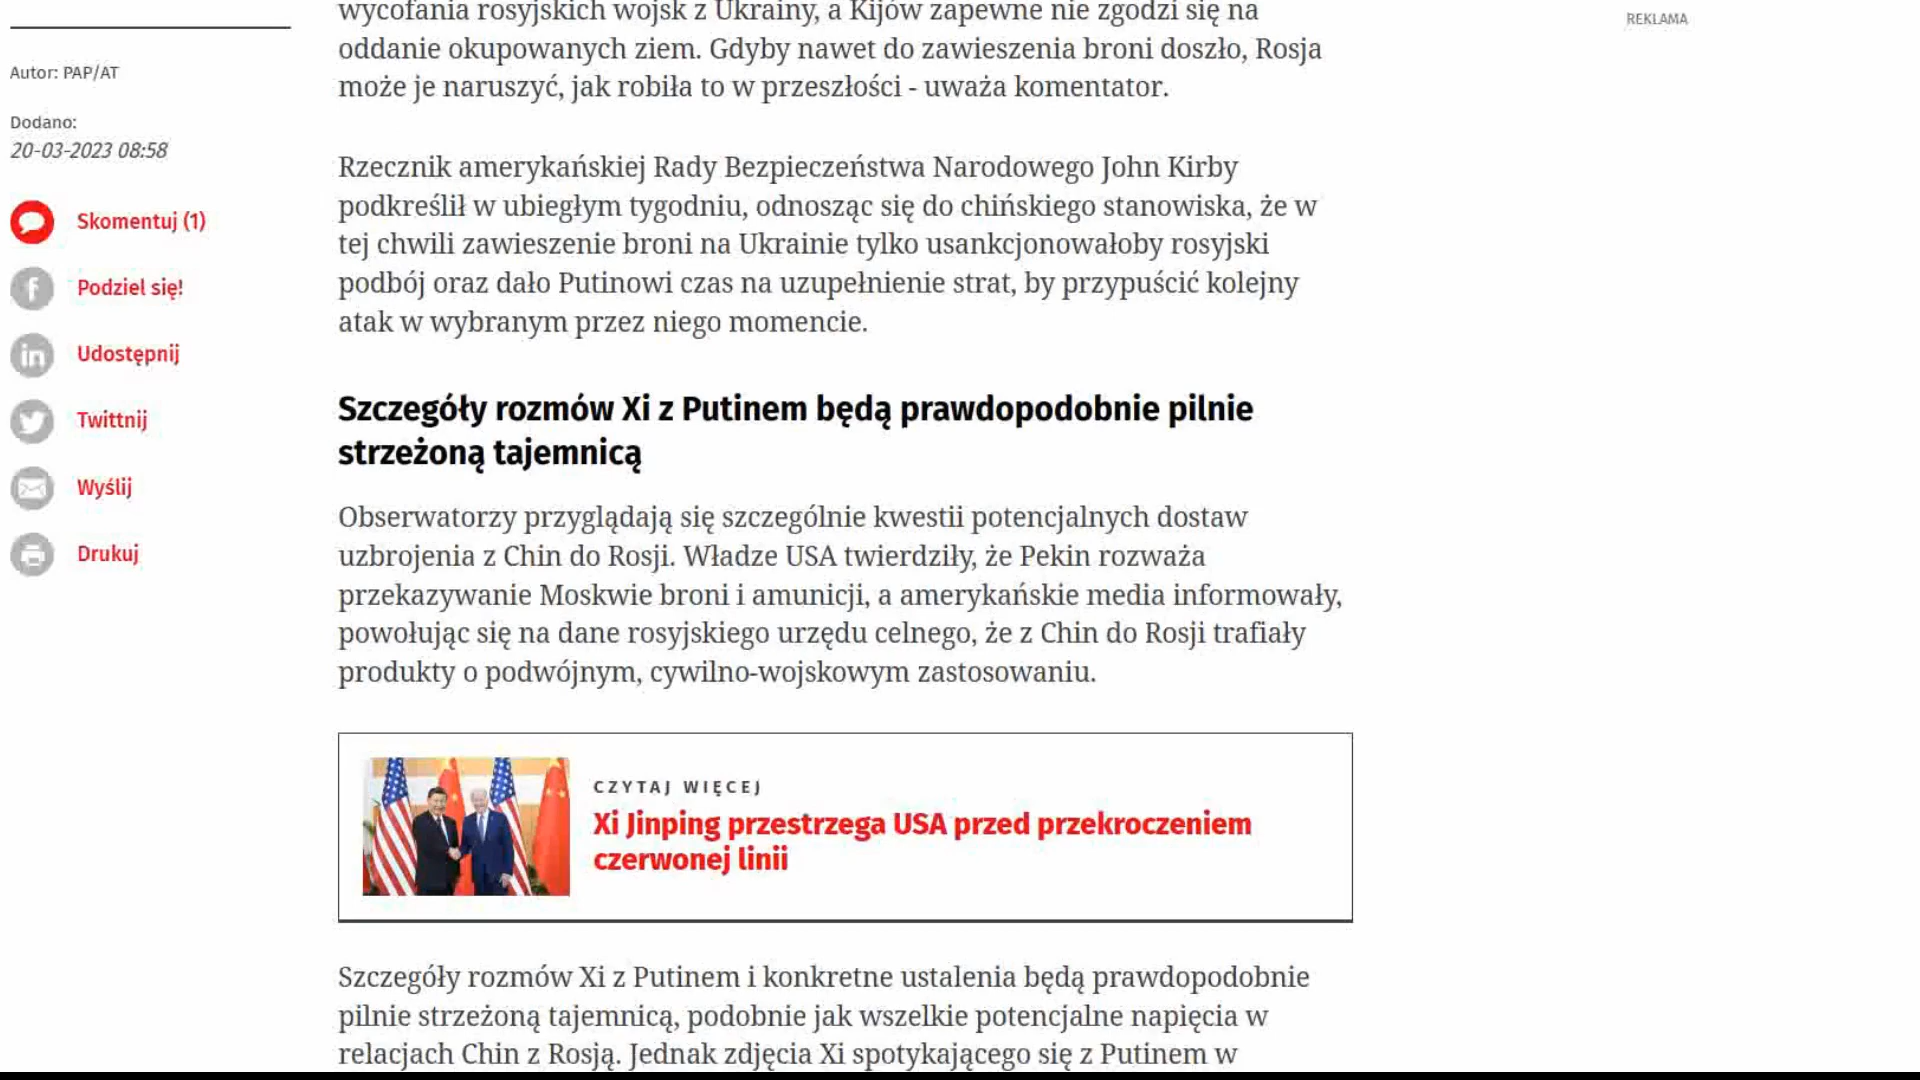 wycofania rosyjskich wojsk z Ukrainy, a Kijów zapewne nie zgodzi się na
oddanie okupowanych ziem. Gdyby nawet do zawieszenia broni doszło, Rosja
może je naruszyć, jak robiła to w przeszłości - uważa komentator.
REKLAMA
Autor: PAP/AT
Dodano:
20-03-2023 08:58
Skomentuj (1)
Podziel się!
Udostępnij
Twittnij
Wyślij
Drukuj
Rzecznik amerykańskiej Rady Bezpieczeństwa Narodowego John Kirby
podkreślił w ubiegłym tygodniu, odnosząc się do chińskiego stanowiska, że w
tej chwili zawieszenie broni na Ukrainie tylko usankcjonowałoby rosyjski
podbój oraz dało Putinowi czas na uzupełnienie strat, by przypuścić kolejny
atak w wybranym przez niego momencie.
Szczegóły rozmów Xi z Putinem będą prawdopodobnie pilnie
strzeżoną tajemnicą
Obserwatorzy przyglądają się szczególnie kwestii potencjalnych dostaw
uzbrojenia z Chin do Rosji. Władze USA twierdziły, że Pekin rozważa
przekazywanie Moskwie broni i amunicji, a amerykańskie media informowały,
powołując się na dane rosyjskiego urzędu celnego, że z Chin do Rosji trafiały
produkty o podwójnym, cywilno-wojskowym zastosowaniu.
CZYTAJ WIĘCEJ
Xi Jinping przestrzega USA przed przekroczeniem
czerwonej linii
Szczegóły rozmów Xi z Putinem i konkretne ustalenia będą prawdopodobnie
pilnie strzeżoną tajemnicą, podobnie jak wszelkie potencjalne napięcia w
relacjach Chin z Rosją. Jednak zdjęcia Xi spotykającego się z Putinem w